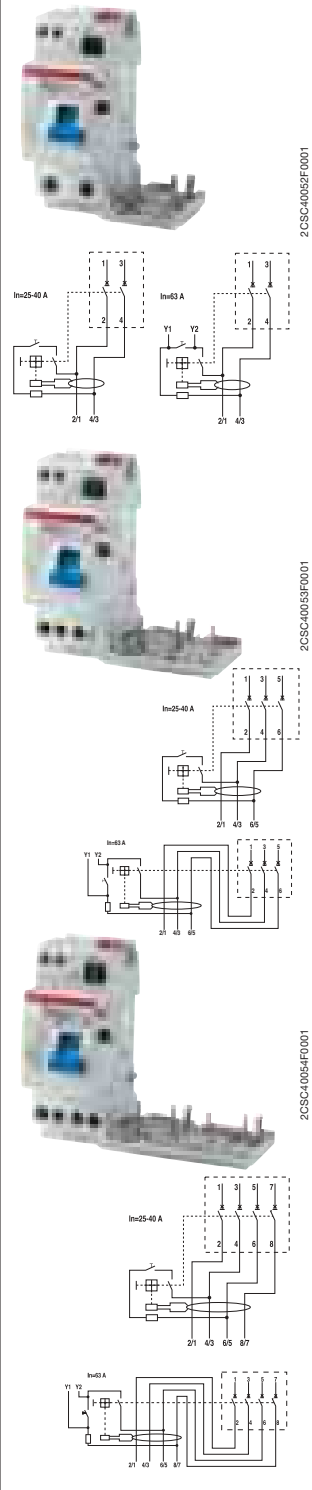 2CSC40052F0001
1 3
In=25-40 A
2 4
2/1 4/3
1 3
In=63 A
Y1 Y2
2 4
2/1 4/3
2CSC40053F0001
1 3 5
In=25-40 A
2 4 6
2/1 4/3 6/5
In=63 A
Y1 Y2
1 3 5
2 4 6
2/1 4/3 6/5
2CSC40054F0001
1 3 5 7
In=25-40 A
2 4 6 8
2/1 4/3 6/5 8/7
In=63 A
Y1 Y2
1 3 5 7
2 4 6 8
2/1 4/3 6/5 8/7